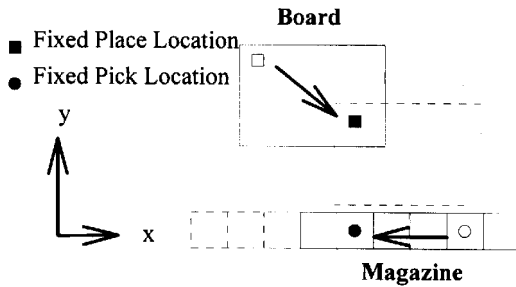 Board
Fixed Place Location
Fixed Pick Location
y
x
Magazine